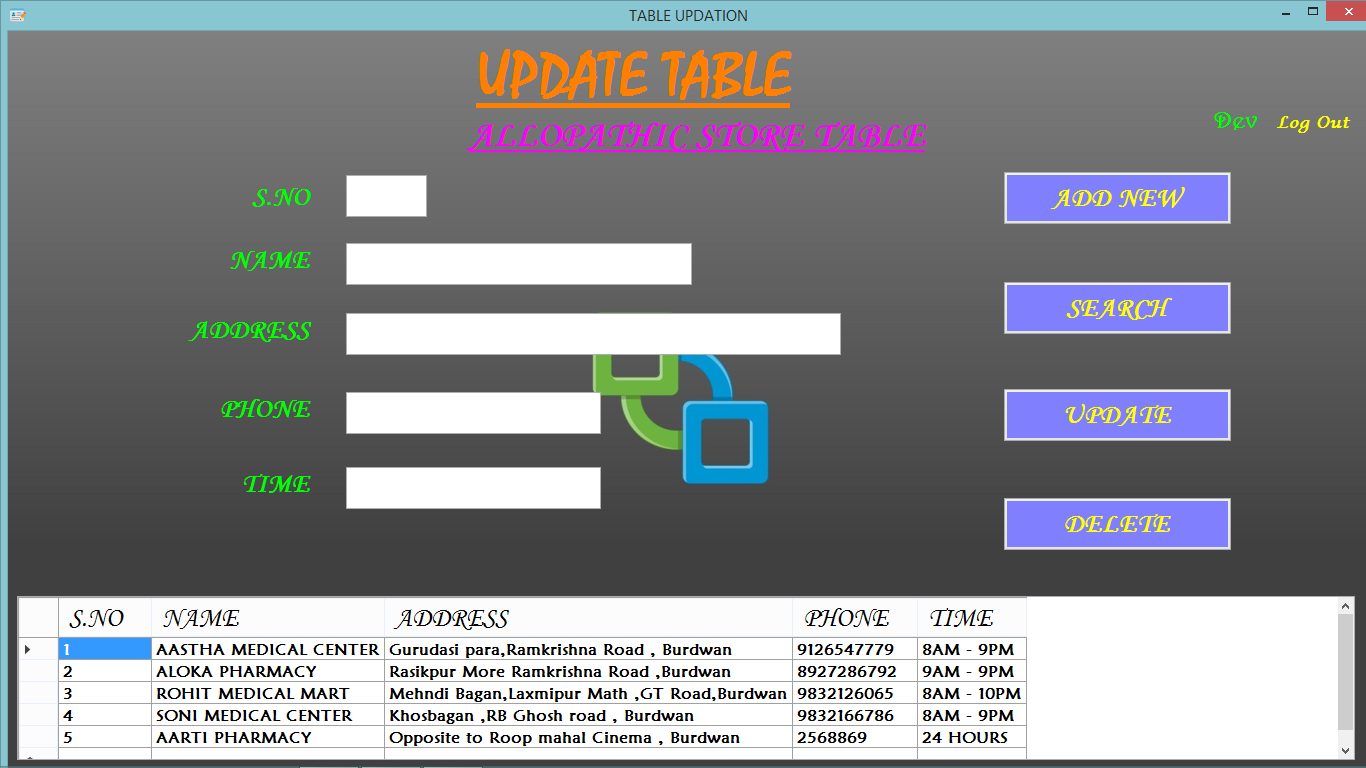 TABLE UPDATION
UPDATE TABLE
ALLOPATHIC STORE TABLE
Dev Log Out
S.NO
NAME
ADDRESS
PHONE
TIME
ADD NEW
SEARCH
UPDATE
DELETE
S.NO NAME ADDRESS PHONE TIME
1 AASTHA MEDICAL CENTER Gurudasi para,Ramkrishna Road , Burdwan 9126547779 8AM - 9PM
2 ALOKA PHARMACY Rasikpur More Ramkrishna Road ,Burdwan 8927286792 9AM - 9PM
3 ROHIT MEDICAL MART Mehndi Bagan,Laxmipur Math ,GT Road,Burdwan 9832126065 8AM - 10PM
4 SONI MEDICAL CENTER Khosbagan ,RB Ghosh road , Burdwan 9832166786 8AM - 9PM
5 AARTI PHARMACY Opposite to Roop mahal Cinema , Burdwan 2568869 24 HOURS